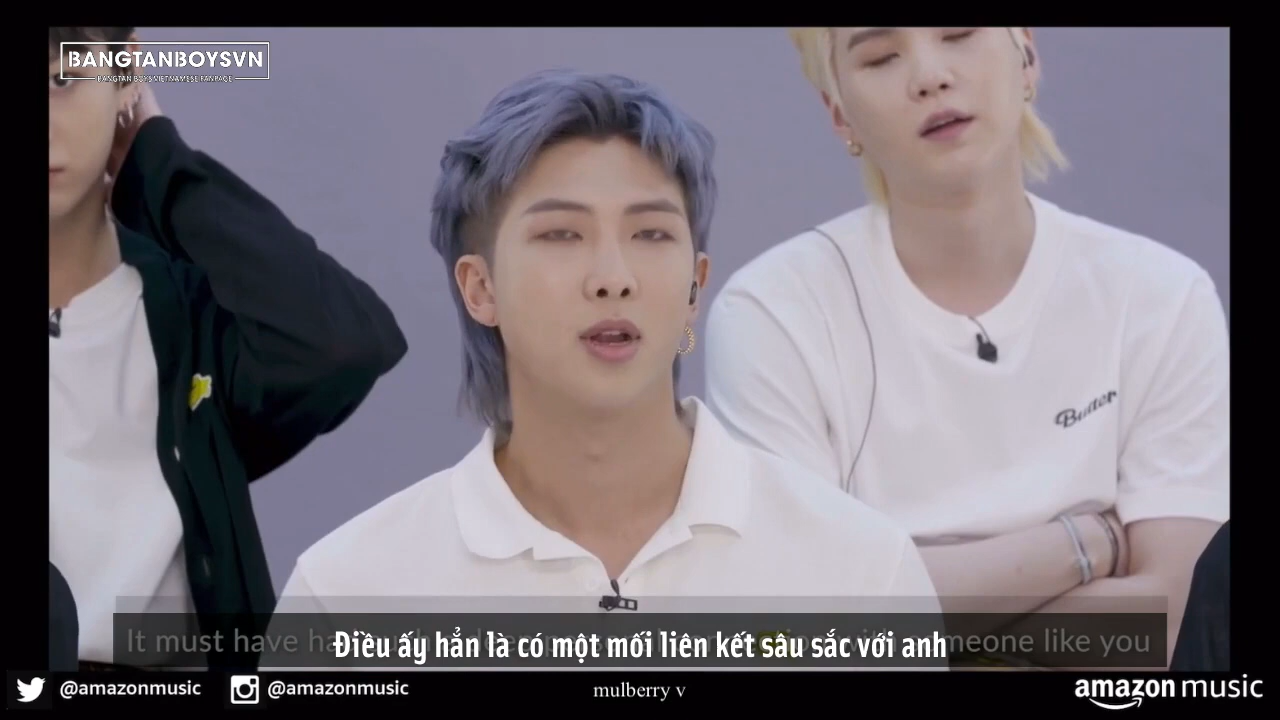 BANGTANBOYSVN
BANGTAN BOYS VIETNAMESE FANPAGE
Butter
It must have ha
meone like you
Điều ấy hẳn là có một mối liên kết sâu sắc với anh
@amazonmusic
@amazonmusic
mulberry v
amazon music